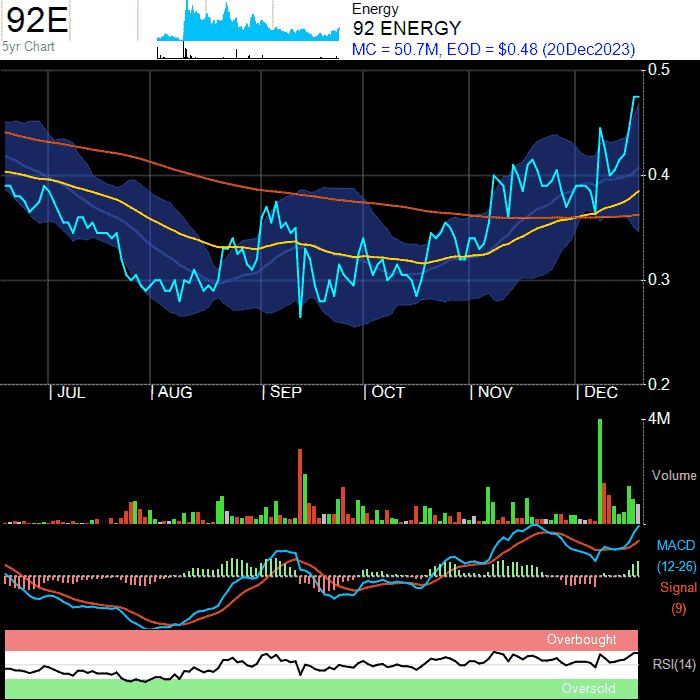 92E
5yr Chart
Energy
92 ENERGY
MC = 50.7M, EOD = $0.48 (20Dec2023)
0.5
0.4
0.3
0.2
| JUL | AUG | SEP | OCT | NOV | DEC
4M
Volume
MACD
(12-26)
Signal
(9)
Overbought
RSI(14)
Oversold